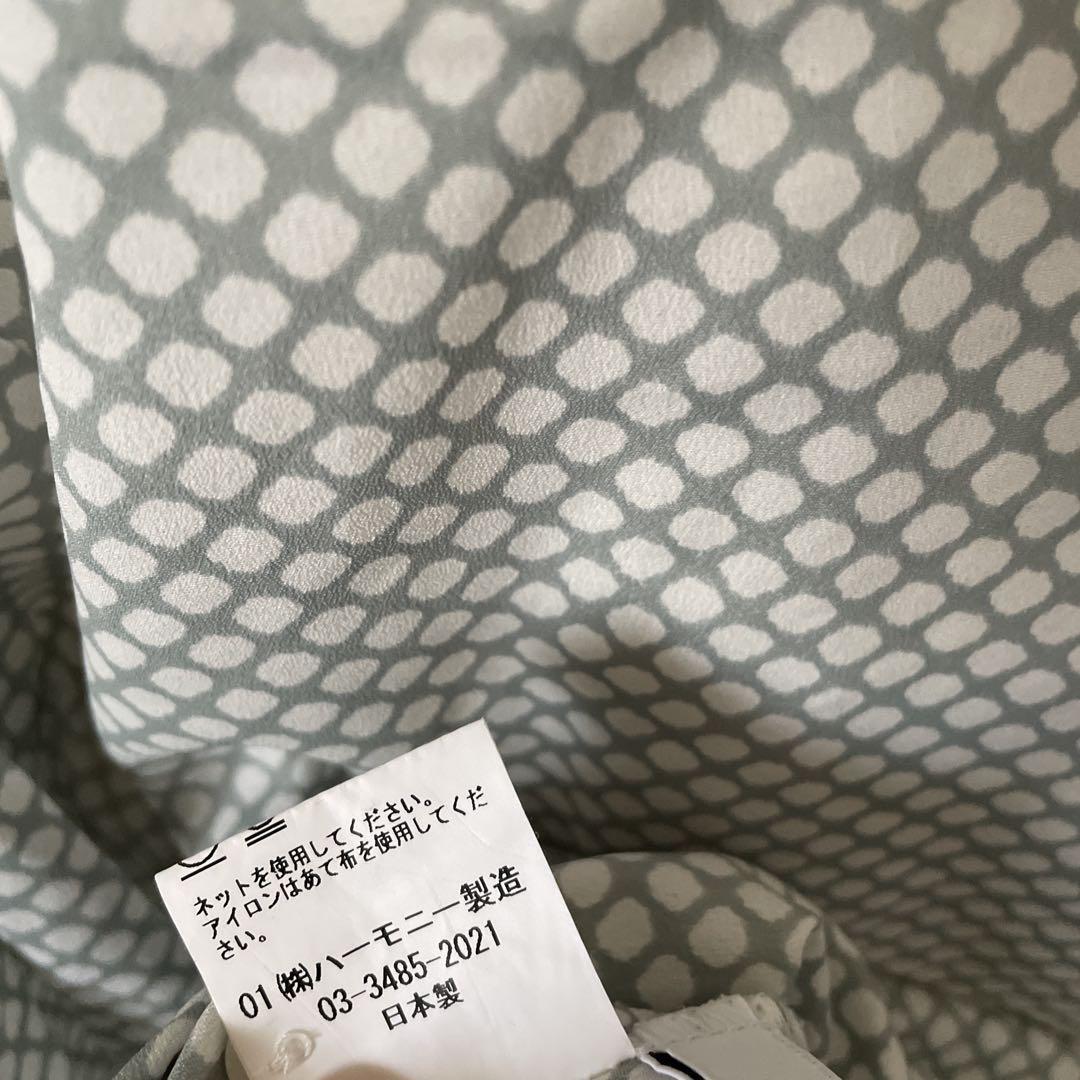 ネットを使用してください。
アイロンはあて布を使用してくだ
さい。
01 ㈱ハーモニー製造
03-3485-2021
日本製